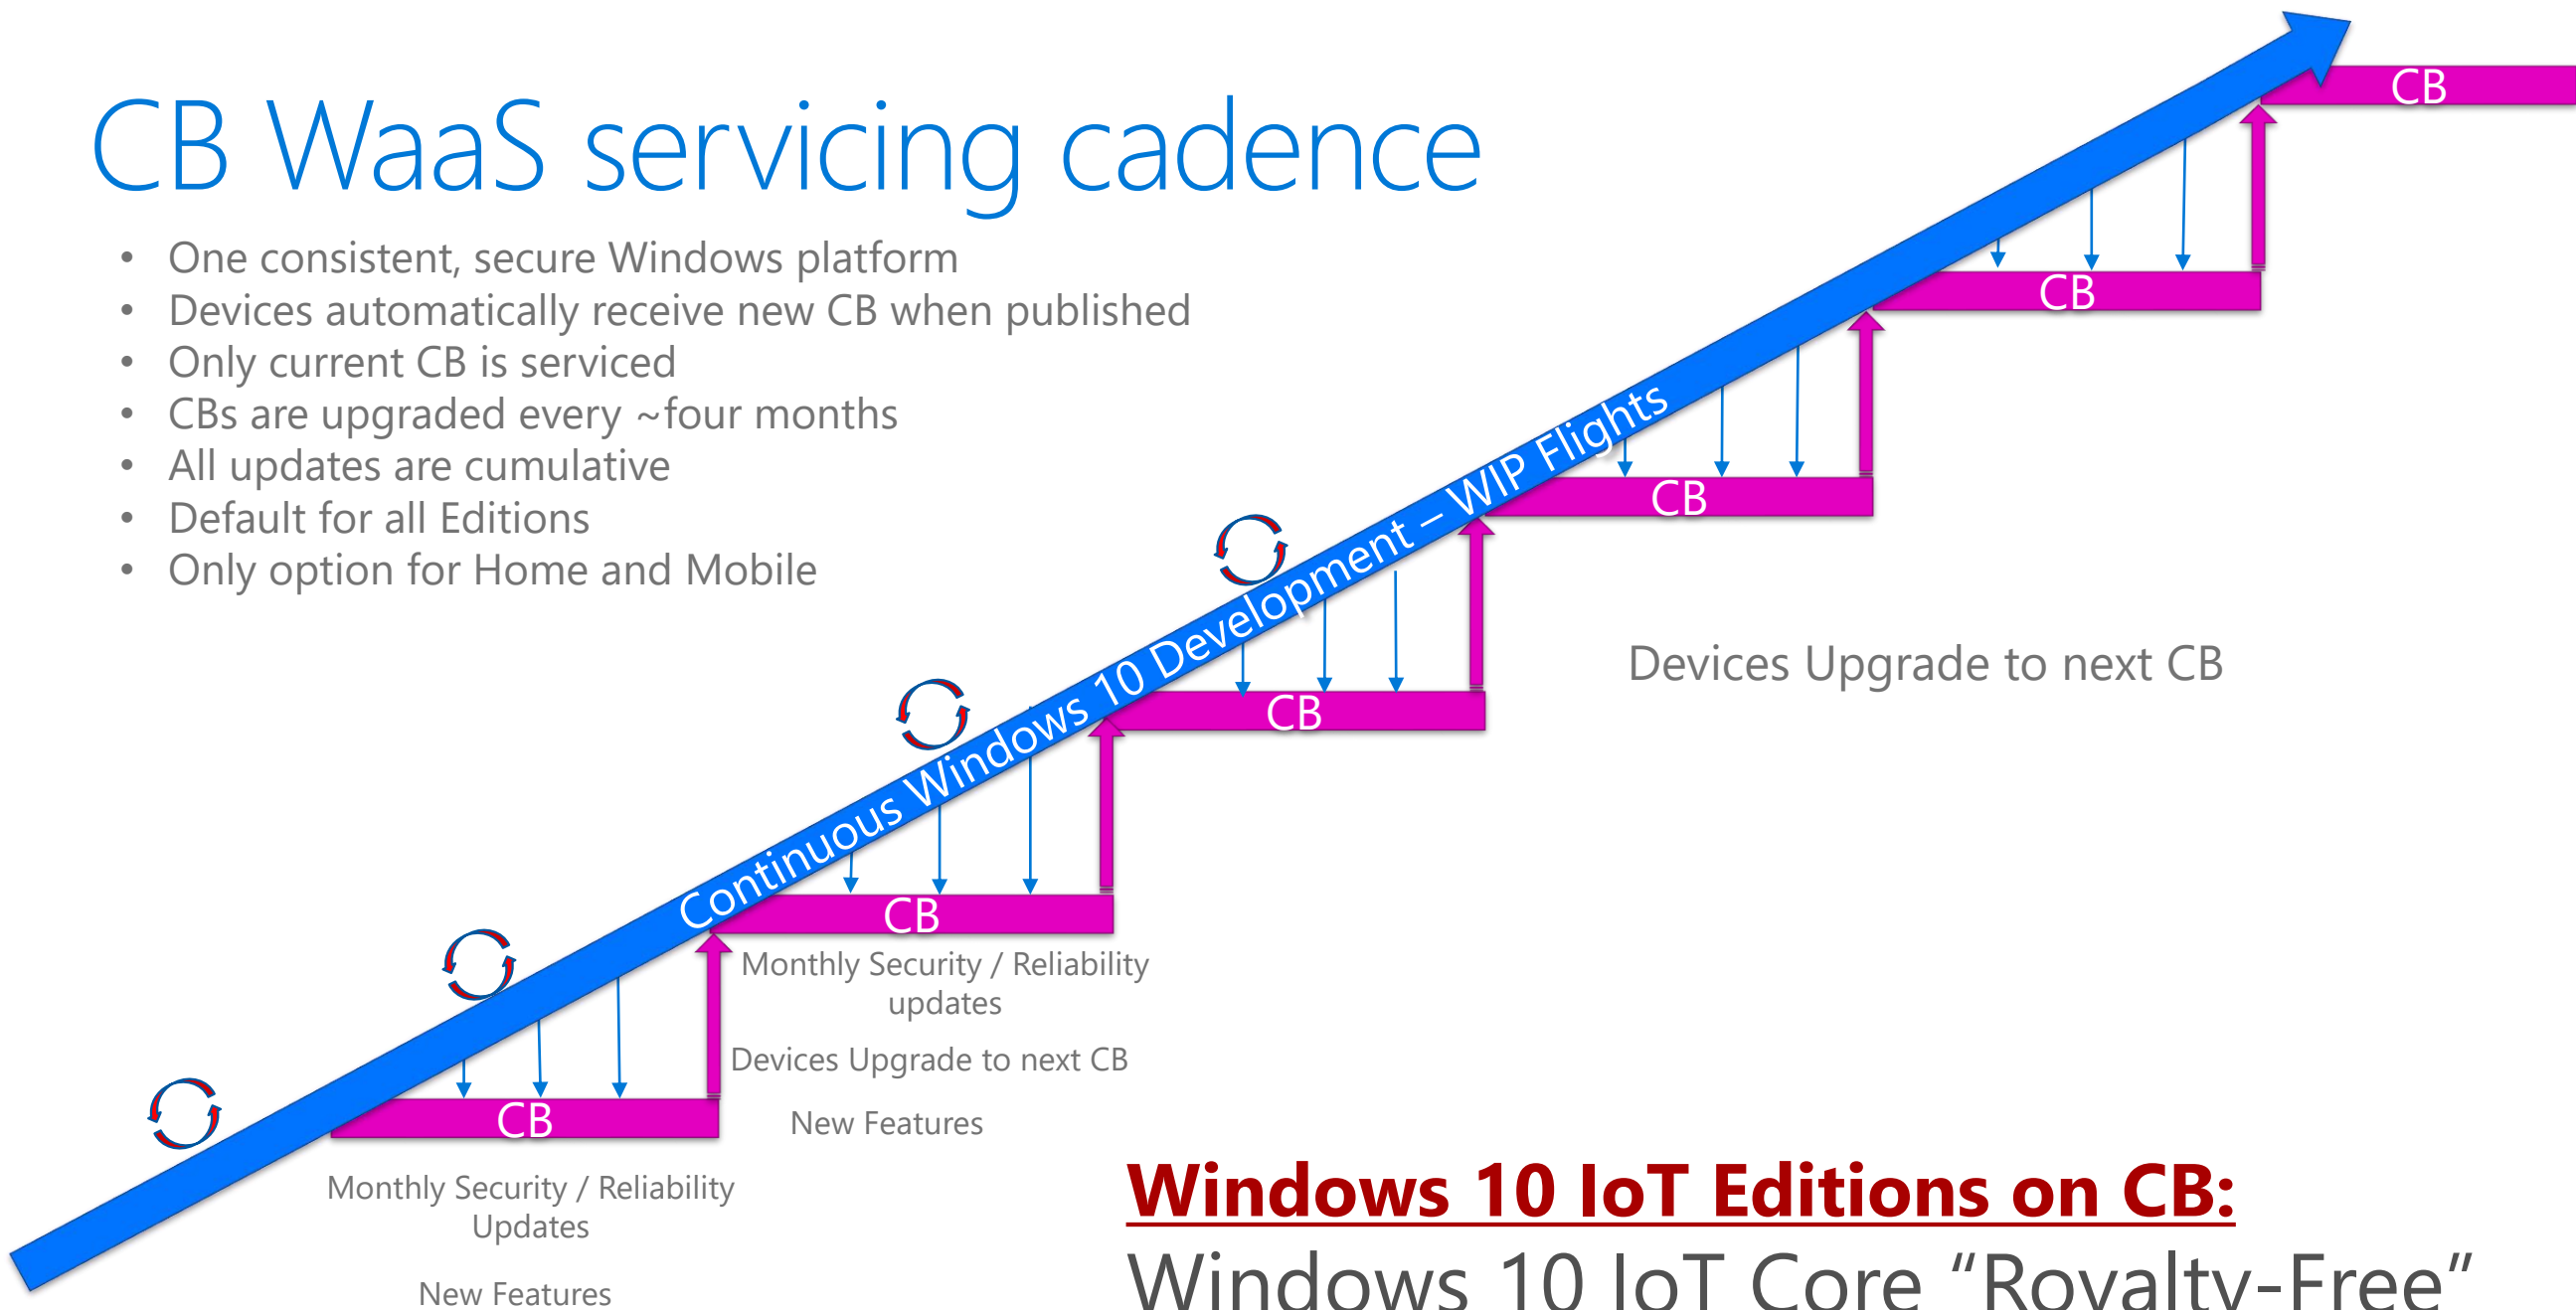 CB WaaS servicing cadence
• One consistent, secure Windows platform
• Devices automatically receive new CB when published
• Only current CB is serviced
• CBs are upgraded every ~four months
• All updates are cumulative
• Default for all Editions
• Only option for Home and Mobile
Continuous Windows 10 Development – WIP Flights
CB
CB
CB
CB
CB
CB
Devices Upgrade to next CB
Monthly Security / Reliability
updates
Devices Upgrade to next CB
New Features
Monthly Security / Reliability
Updates
New Features
Windows 10 IoT Editions on CB:
Windows 10 IoT Core “Royalty-Free”